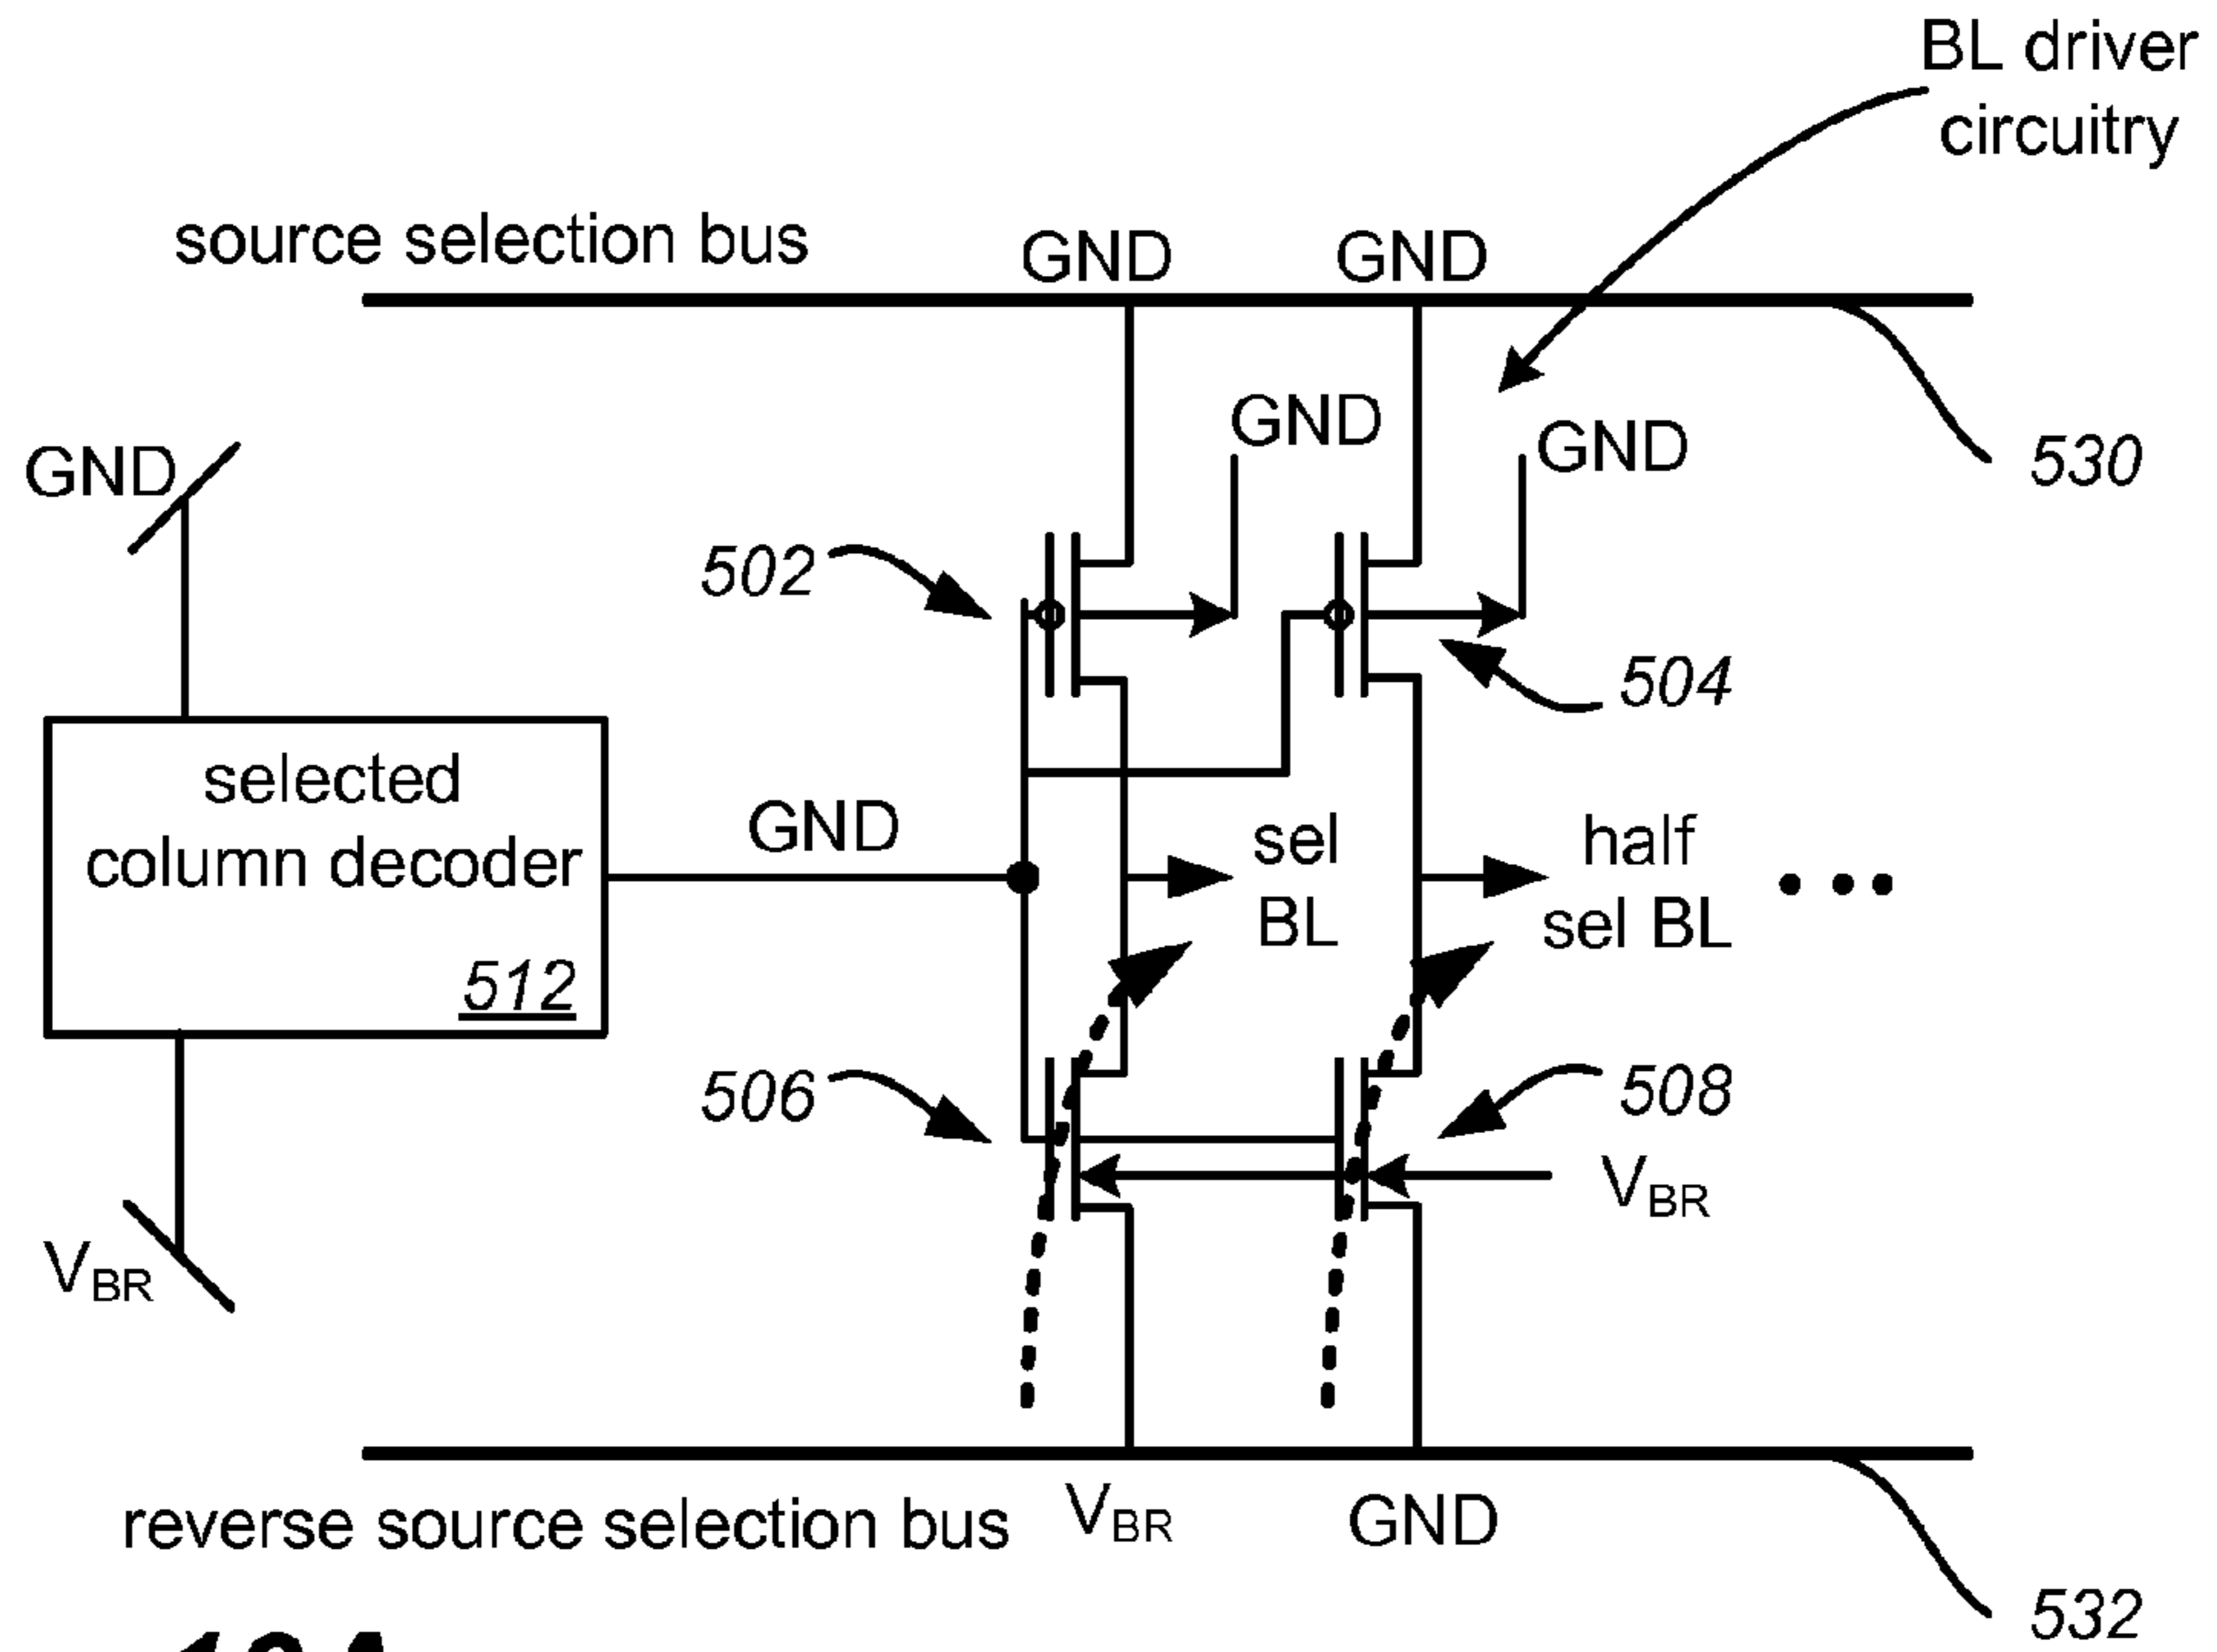 BL driver
circuitry
source selection bus
GND
GND
GND
GND
GND
530
502
504
selected
column decoder
512
GND
sel
BL
half
sel BL
506
508
VBR
VBR
reverse source selection bus
VBR
GND
532